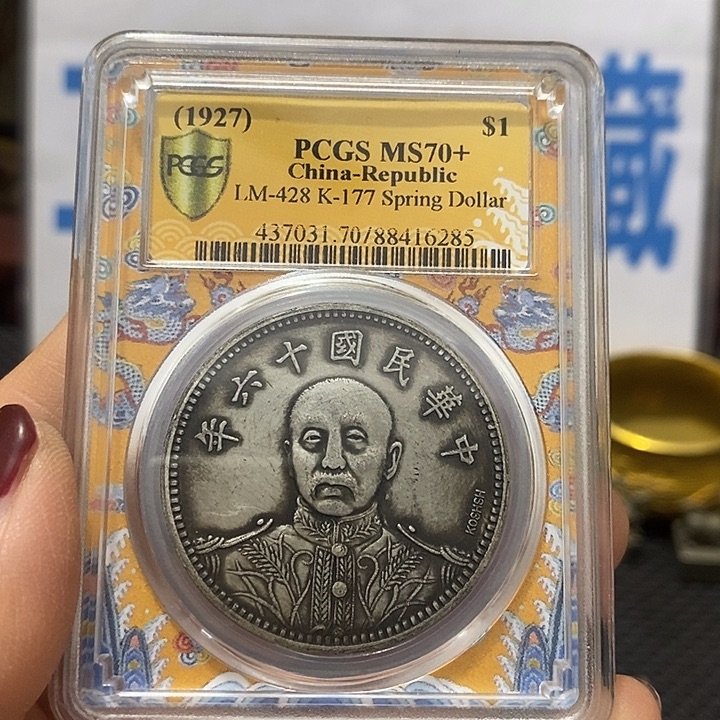 (1927) $1
PCGS
PCGS MS70+
China-Republic
LM-428 K-177 Spring Dollar
437031.70/88416285
中華民國十六年
KOSHSH
藏